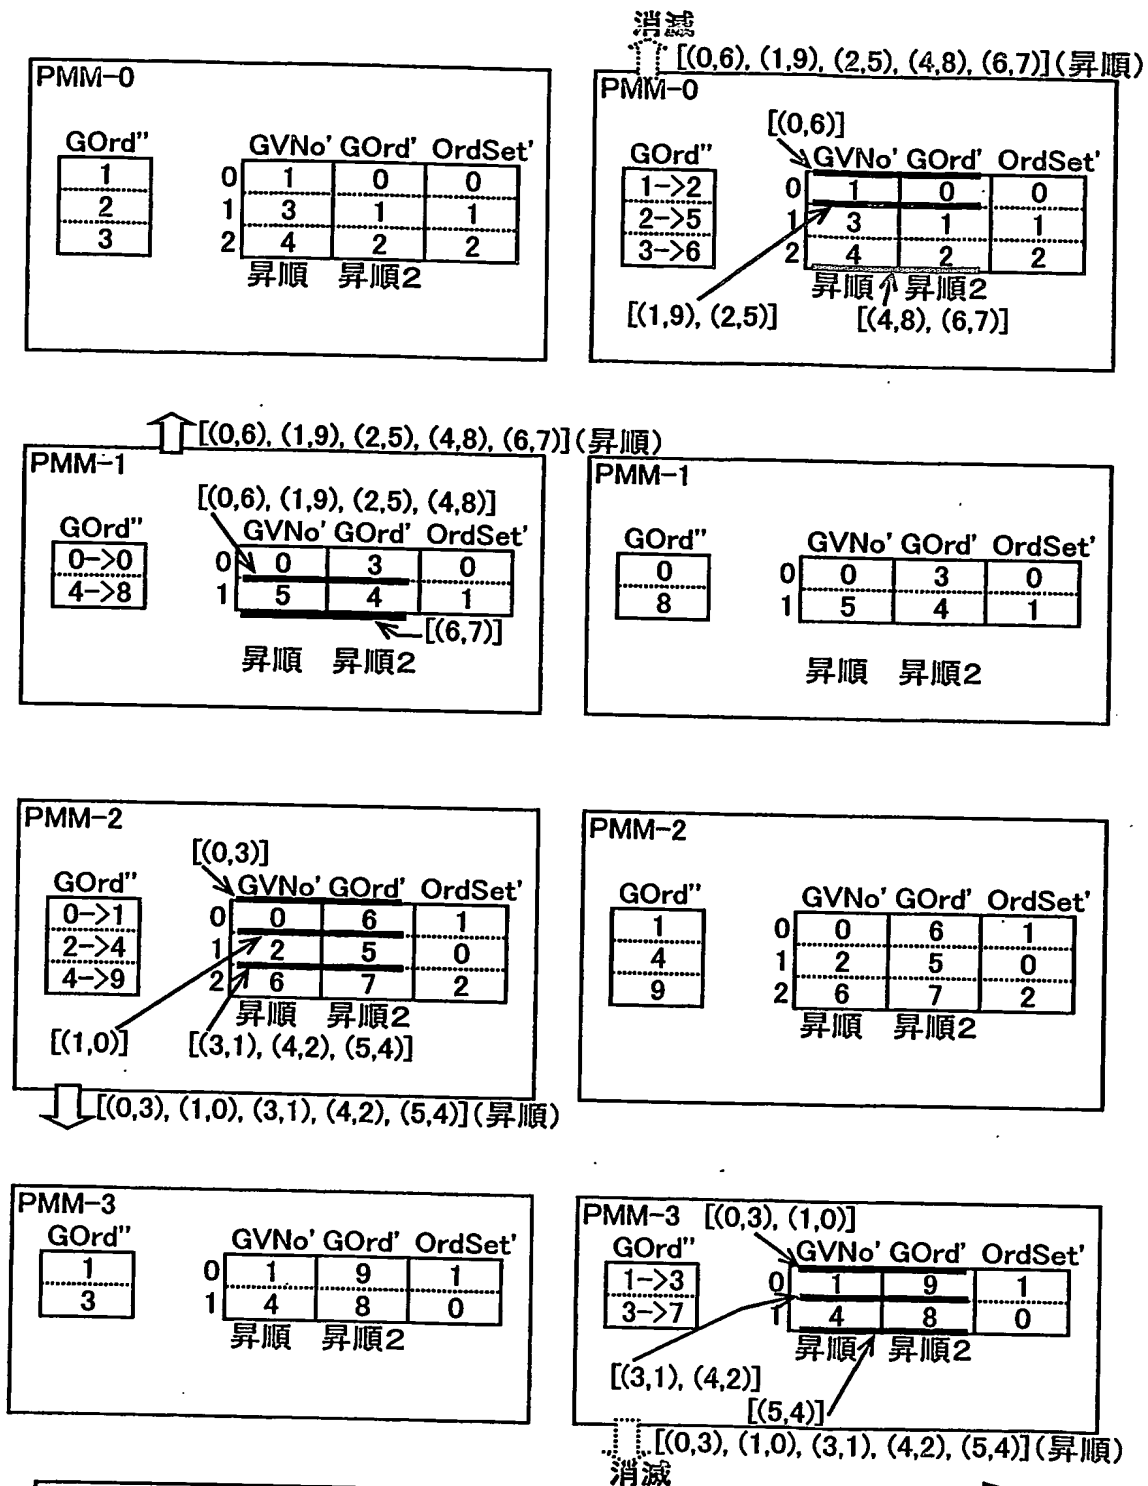 PMM-0
GOrd"
1
2
3
GVNo' GOrd' OrdSet'
0 1 0 0
1 3 1 1
2 4 2 2
昇順 昇順2
消滅
[(0,6), (1,9), (2,5), (4,8), (6,7)](昇順)
PMM-0
[(0,6)]
GOrd"
1->2
2->5
3->6
GVNo' GOrd' OrdSet'
0 1 0 0
1 3 1 1
2 4 2 2
昇順 昇順2
[(1,9), (2,5)]
[(4,8), (6,7)]
[(0,6), (1,9), (2,5), (4,8), (6,7)](昇順)
PMM-1
[(0,6), (1,9), (2,5), (4,8)]
GOrd"
0->0
4->8
GVNo' GOrd' OrdSet'
0 0 3 0
1 5 4 1
[(6,7)]
昇順 昇順2
PMM-1
GOrd"
0
8
GVNo' GOrd' OrdSet'
0 0 3 0
1 5 4 1
昇順 昇順2
PMM-2
[(0,3)]
GOrd"
0->1
2->4
4->9
GVNo' GOrd' OrdSet'
0 0 6 1
1 2 5 0
2 6 7 2
昇順 昇順2
[(1,0)]
[(3,1), (4,2), (5,4)]
[(0,3), (1,0), (3,1), (4,2), (5,4)](昇順)
PMM-2
GOrd"
1
4
9
GVNo' GOrd' OrdSet'
0 0 6 1
1 2 5 0
2 6 7 2
昇順 昇順2
PMM-3
GOrd"
1
3
GVNo' GOrd' OrdSet'
0 1 9 1
1 4 8 0
昇順 昇順2
PMM-3
[(0,3), (1,0)]
GOrd"
1->3
3->7
GVNo' GOrd' OrdSet'
0 1 9 1
1 4 8 0
昇順 昇順2
[(3,1), (4,2)]
[(5,4)]
[(0,3), (1,0), (3,1), (4,2), (5,4)](昇順)
消滅